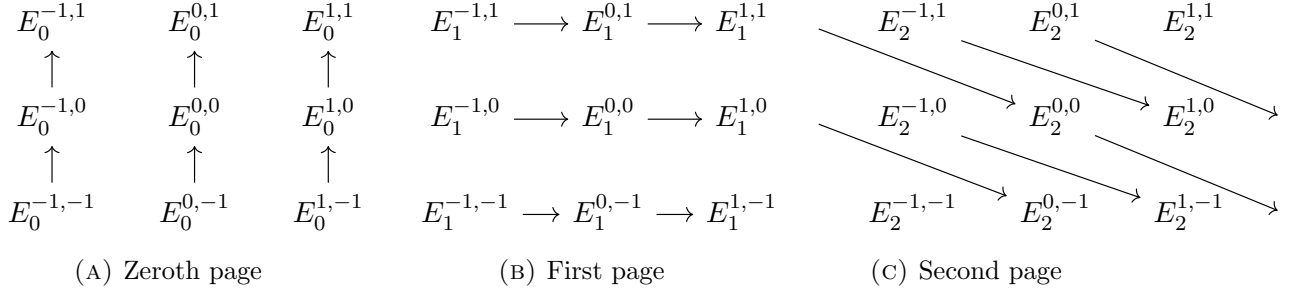 E_0^{-1,1} E_0^{0,1} E_0^{1,1} E_1^{-1,1} E_1^{0,1} E_1^{1,1} E_2^{-1,1} E_2^{0,1} E_2^{1,1}
E_0^{-1,0} E_0^{0,0} E_0^{1,0} E_1^{-1,0} E_1^{0,0} E_1^{1,0} E_2^{-1,0} E_2^{0,0} E_2^{1,0}
E_0^{-1,-1} E_0^{0,-1} E_0^{1,-1} E_1^{-1,-1} E_1^{0,-1} E_1^{1,-1} E_2^{-1,-1} E_2^{0,-1} E_2^{1,-1}
(A) Zeroth page (B) First page (C) Second page